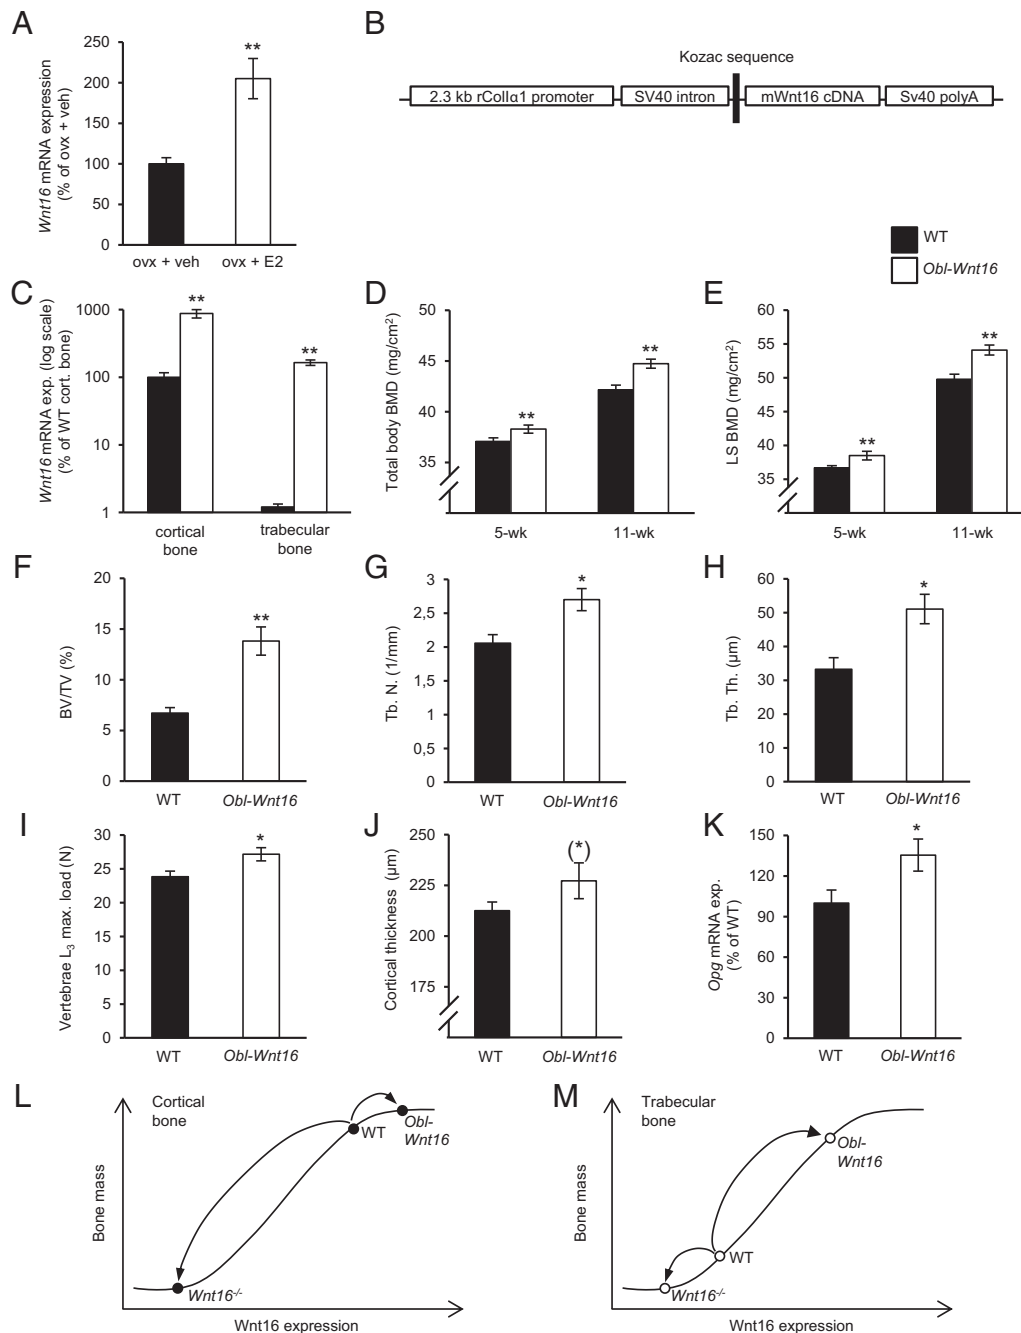 A
Wnt16 mRNA expression
(% of ovx + veh)
250
200
150
100
50
0
**
ovx + veh
ovx + E2
B
Kozac sequence
2.3 kb rColIα1 promoter
SV40 intron
mWnt16 cDNA
Sv40 polyA
WT
Obl-Wnt16
C
Wnt16 mRNA exp. (log scale)
(% of WT cort. bone)
1000
100
10
1
**
**
cortical
bone
trabecular
bone
D
Total body BMD (mg/cm²)
50
45
40
35
**
**
5-wk
11-wk
E
LS BMD (mg/cm²)
60
55
50
45
40
35
**
**
5-wk
11-wk
F
BV/TV (%)
20
15
10
5
0
**
WT
Obl-Wnt16
G
Tb. N. (1/mm)
3
2,5
2
1,5
1
0,5
0
*
WT
Obl-Wnt16
H
Tb. Th. (µm)
60
50
40
30
20
10
0
*
WT
Obl-Wnt16
I
Vertebrae L₃ max. load (N)
30
25
20
15
10
5
0
*
WT
Obl-Wnt16
J
Cortical thickness (µm)
250
225
200
175
(*)
WT
Obl-Wnt16
K
Opg mRNA exp.
(% of WT)
150
120
90
60
30
0
*
WT
Obl-Wnt16
L
Cortical
bone
Bone mass
WT
Obl-
Wnt16
Wnt16-/-
Wnt16 expression
M
Trabecular
bone
Bone mass
Obl-
Wnt16
WT
Wnt16-/-
Wnt16 expression